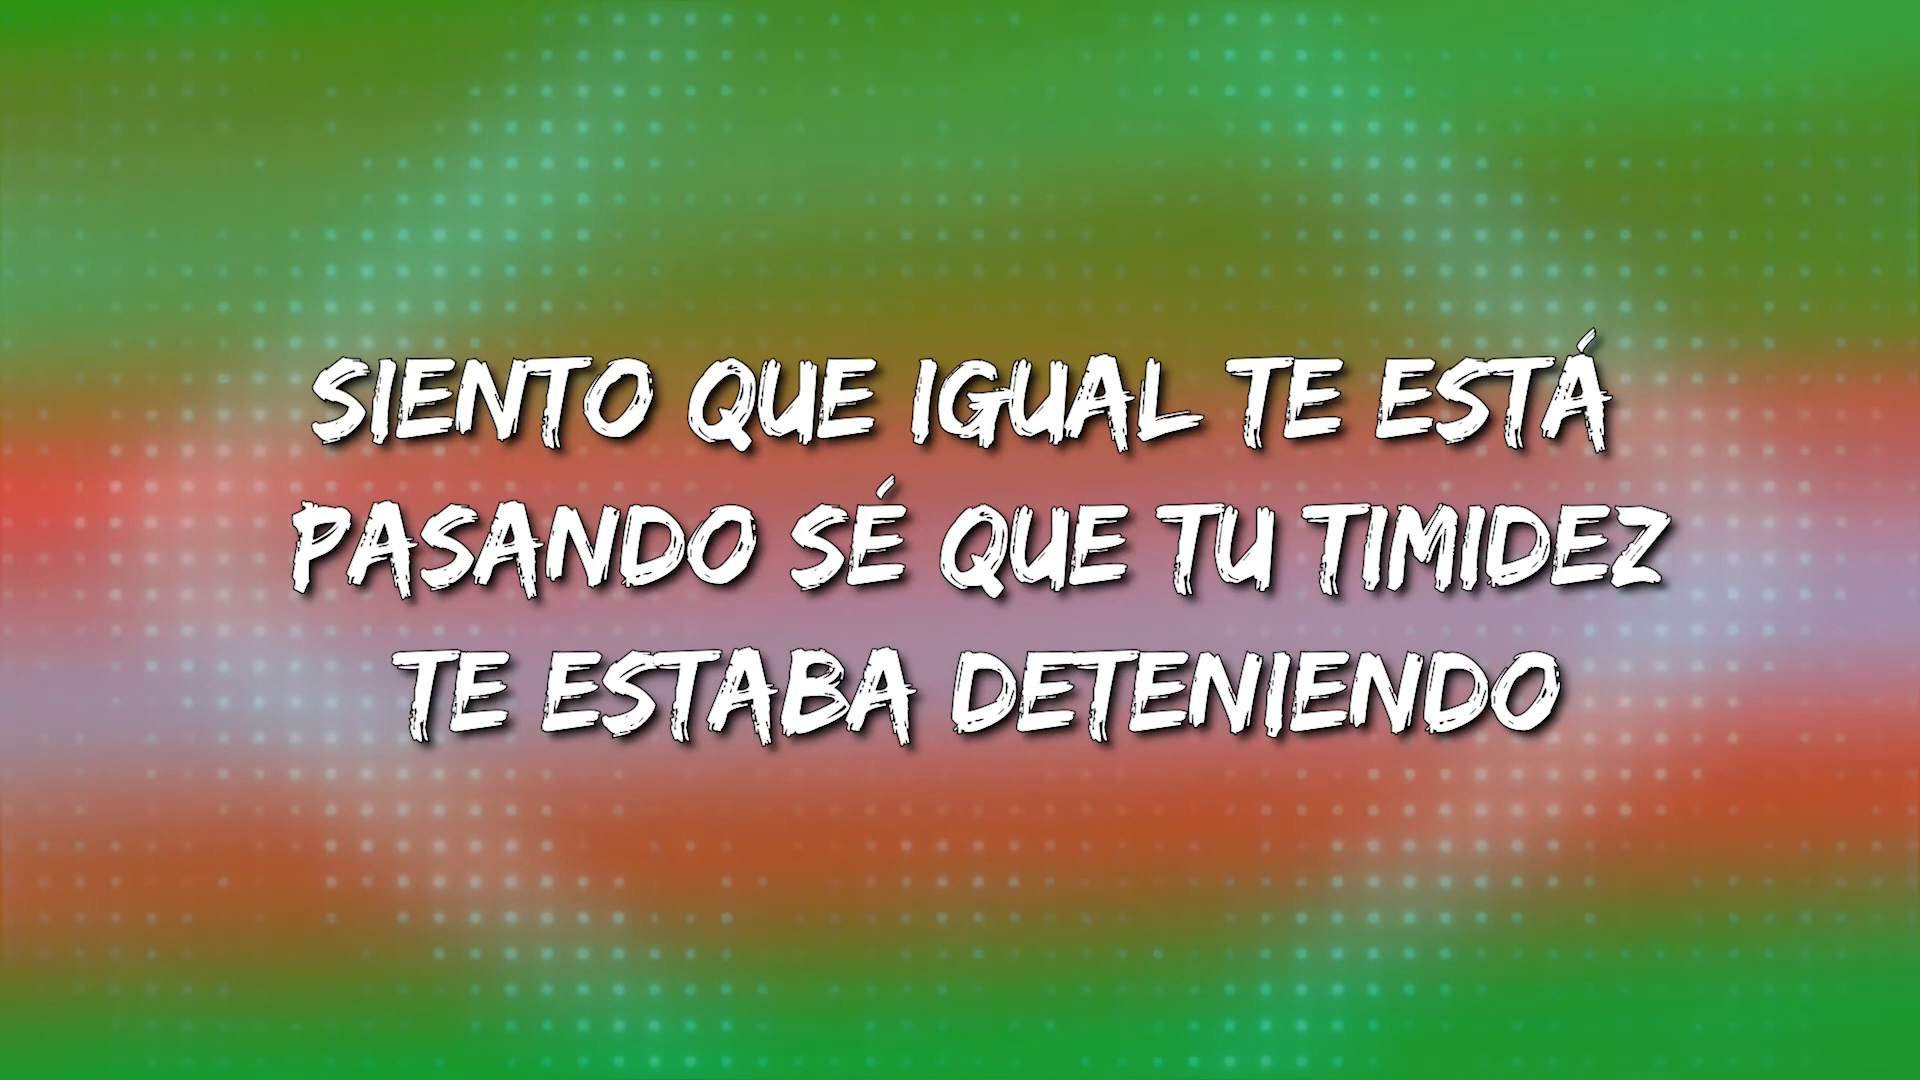 SIENTO QUE IGUAL TE ESTÁ
PASANDO SÉ QUE TU TIMIDEZ
TE ESTABA DETENIENDO